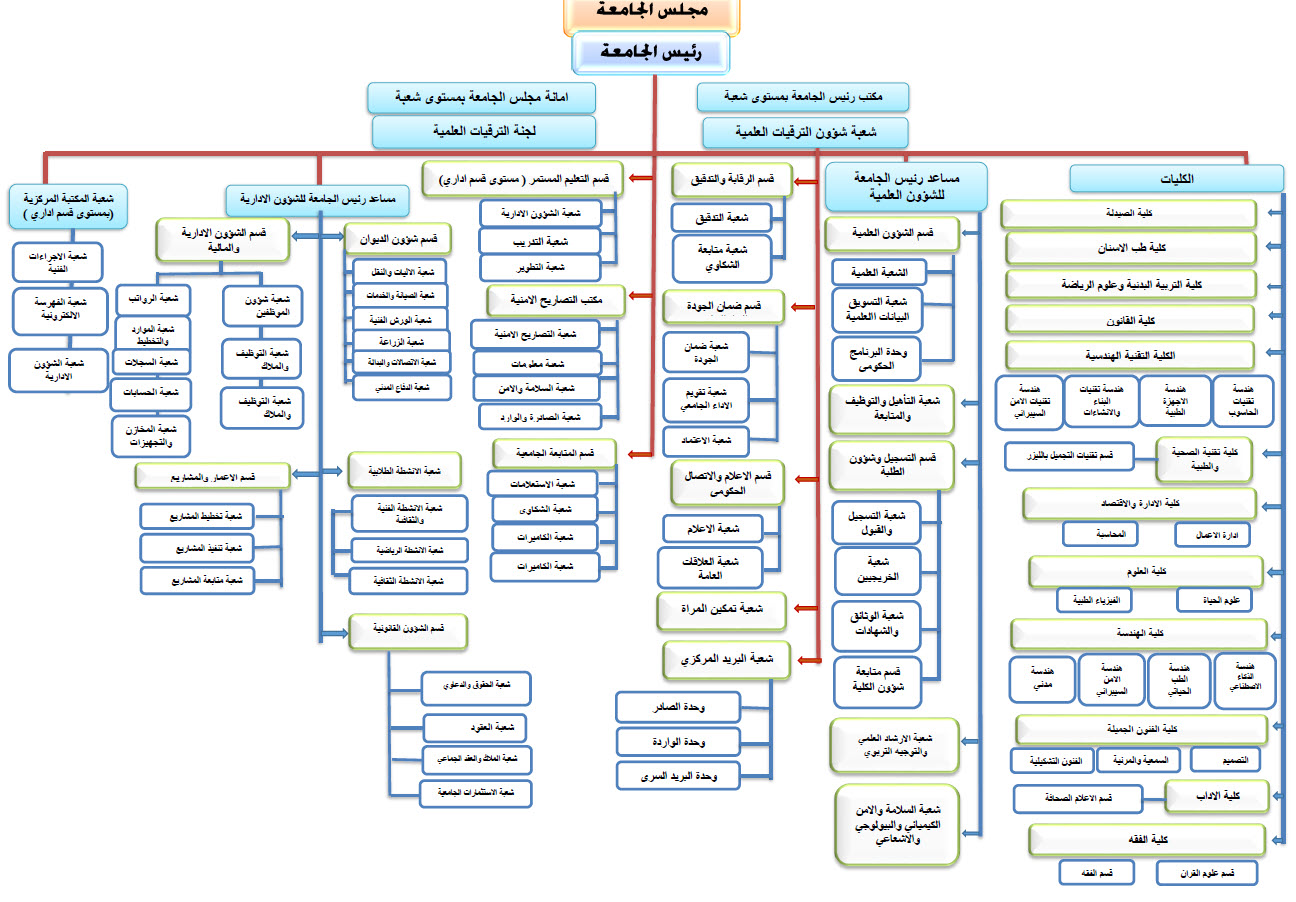 مجلس الجامعة
رئيس الجامعة
مكتب رئيس الجامعة بمستوى شعبة
امانة مجلس الجامعة بمستوى شعبة
شعبة شؤون الترقيات العلمية
لجنة الترقيات العلمية
الكليات
كلية الصيدلة
كلية طب الاسنان
كلية التربية البدنية وعلوم الرياضة
كلية القانون
الكلية التقنية الهندسية
هندسة
تقنيات
الحاسوب
هندسة
الاجهزة
الطبية
هندسة تقنيات
البناء
والانشاءات
هندسة
تقنيات الامن
السيبراني
كلية تقنية الصحية
والطبية
قسم تقنيات التجميل بالليزر
كلية الادارة والاقتصاد
ادارة الاعمال
المحاسبة
كلية العلوم
علوم الحياة
الفيزياء الطبية
كلية الهندسة
هندسة
الذكاء
الاصطناعي
هندسة
الطب
الحياتي
هندسة
الامن
السيبراني
هندسة
مدني
كلية الفنون الجميلة
التصميم
السمعية والمرئية
الفنون التشكيلية
كلية الاداب
قسم الاعلام الصحافة
كلية الفقه
قسم علوم القران
قسم الفقه
مساعد رئيس الجامعة
للشؤون العلمية
قسم الشؤون العلمية
الشعبة العلمية
شعبة التسويق
البيانات االعلمية
وحدة البرنامج
الحكومى
شعبة التأهيل والتوظيف
والمتابعة
قسم التسجيل وشؤون
الطلبة
شعبة التسجيل
والقبول
شعبة
الخريجيين
شعبة الوثائق
والشهادات
قسم متابعة
شؤون الكلية
شعبة الارشاد العلمي
والتوجيه التربوي
شعبة السلامة والامن
الكيميائي والبيولوجي
والاشعاعي
قسم الرقابة والتدقيق
شعبة التدقيق
شعبة متابعة
الشكاوي
قسم ضمان الجودة
شعبة ضمان
الجودة
شعبة تقويم
الاداء الجامعي
شعبة الاعتماد
قسم الاعلام والاتصال
الحكومى
شعبة الاعلام
شعبة العلاقات
العامة
شعبة تمكين المراة
شعبة البريد المركزي
وحدة الصادر
وحدة الواردة
وحدة البريد السرى
قسم التعليم المستمر ( مستوى قسم اداري)
شعبة الشؤون الادارية
شعبة التدريب
شعبة التطوير
مكتب التصاريح الامنية
شعبة التصاريح الامنية
شعبة معلومات
شعبة السلامة والامن
شعبة الصادرة والوارد
قسم المتابعة الجامعية
شعبة الاستعلامات
شعبة الشكاوى
شعبة الكاميرات
شعبة الكاميرات
مساعد رئيس الجامعة للشؤون الادارية
قسم شؤون الديوان
شعبة الاليات والنقل
شعبة الصيانة والخدمات
شعبة الورش الفنية
شعبة الزراعة
شعبة الاتصالات والبدالة
شعبة الدفاع المدني
قسم الشؤون الادارية
والمالية
شعبة شؤون
الموظفين
شعبة التوظيف
والملاك
شعبة التوظيف
والملاك
شعبة الرواتب
شعبة الموارد
والتخطيط
شعبة السجلات
شعبة الحسابات
شعبة المخازن
والتجهيزات
شعبة الانشطة الطلابية
شعبة الانشطة الفنية
والثقافة
شعبة الانشطة الرياضية
شعبة الانشطة الثقافية
قسم الاعمار والمشاريع
شعبة تخطيط المشاريع
شعبة تنفيذ المشاريع
شعبة متابعة المشاريع
قسم الشؤون القانونية
شعبة الحقوق والدعاوي
شعبة العقود
شعبة الملاك والعقد الجماعي
شعبة الاستثمارات الجامعية
شعبة المكتبة المركزية
(بمستوى قسم اداري )
شعبة الاجراءات
الفنية
شعبة الفهرسة
الالكترونية
شعبة الشؤون
الادارية